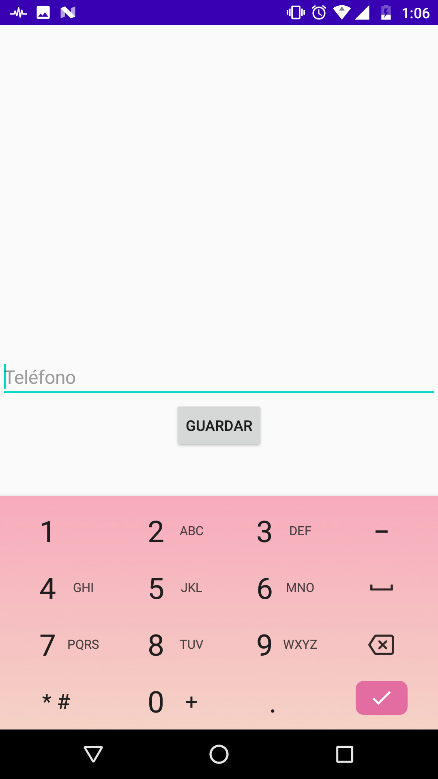 1:06
Teléfono
GUARDAR
1 2 ABC 3 DEF -
4 GHI 5 JKL 6 MNO
7 PQRS 8 TUV 9 WXYZ
* # 0 + .